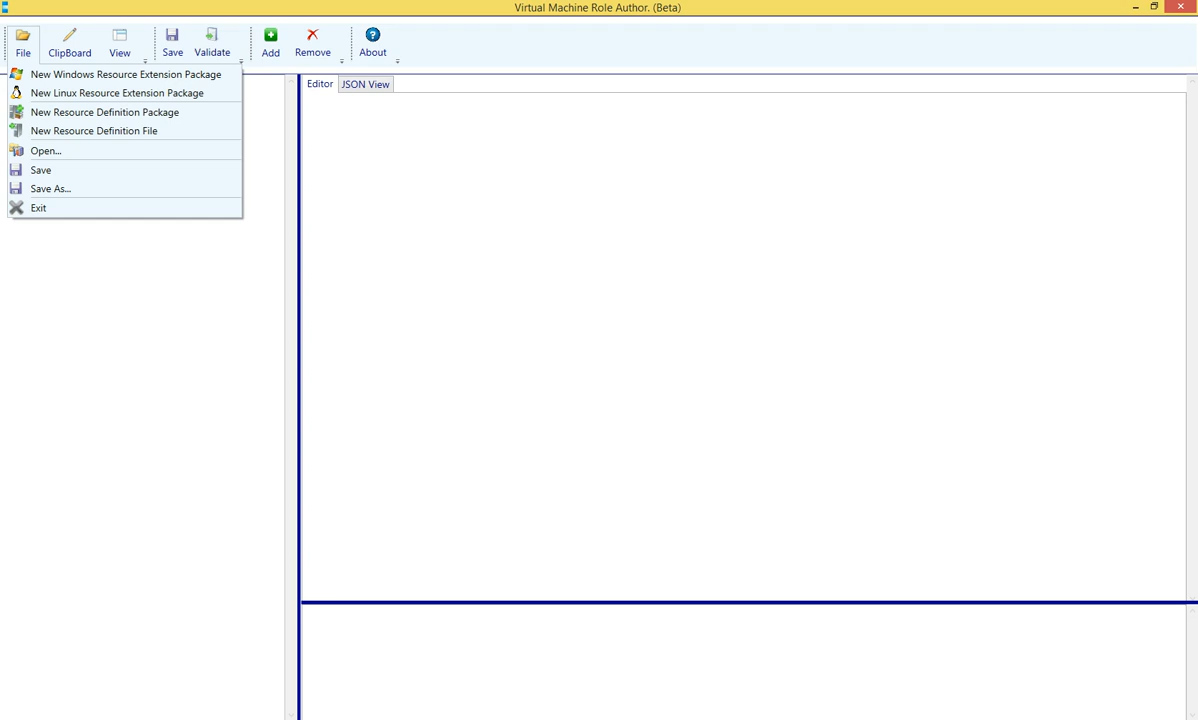 Virtual Machine Role Author. (Beta)
File ClipBoard View Save Validate Add Remove About
New Windows Resource Extension Package
New Linux Resource Extension Package
New Resource Definition Package
New Resource Definition File
Open...
Save
Save As...
Exit
Editor JSON View